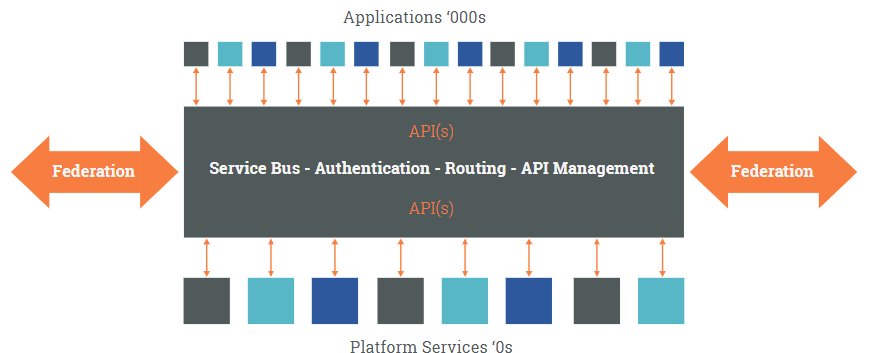 Applications ‘000s
API(s)
Federation
Service Bus - Authentication - Routing - API Management
Federation
API(s)
Platform Services ‘0s